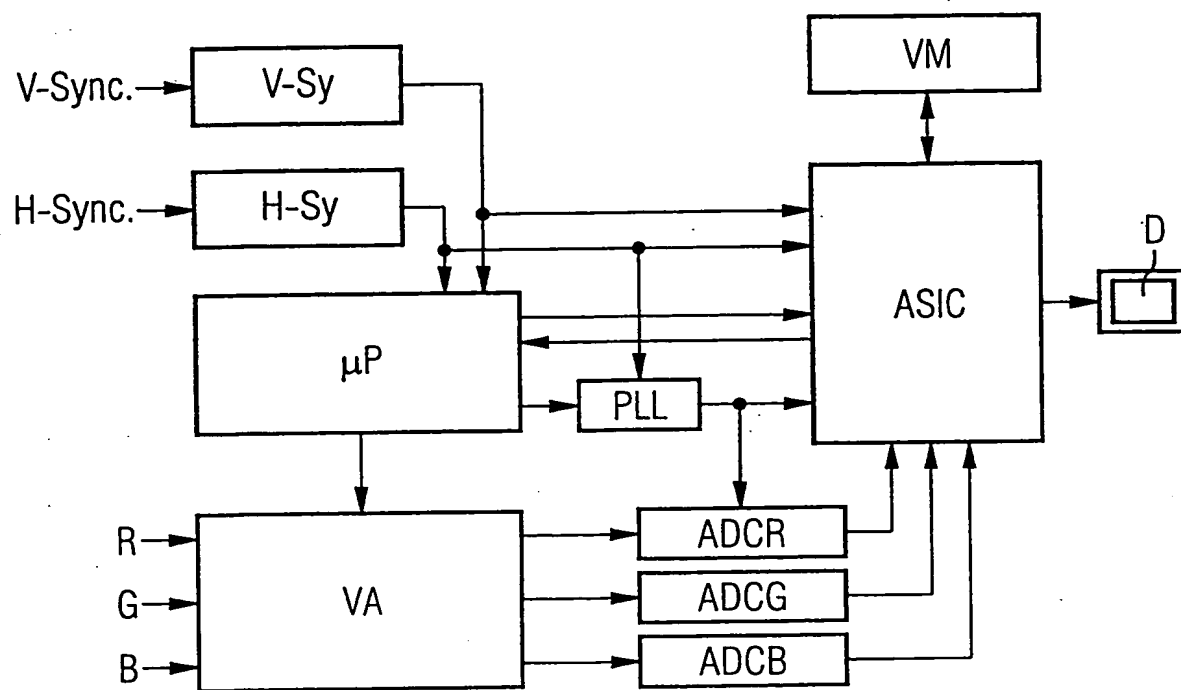 V-Sync.
V-Sy
VM
H-Sync.
H-Sy
D
ASIC
µP
PLL
R
ADCR
VA
G
ADCG
B
ADCB